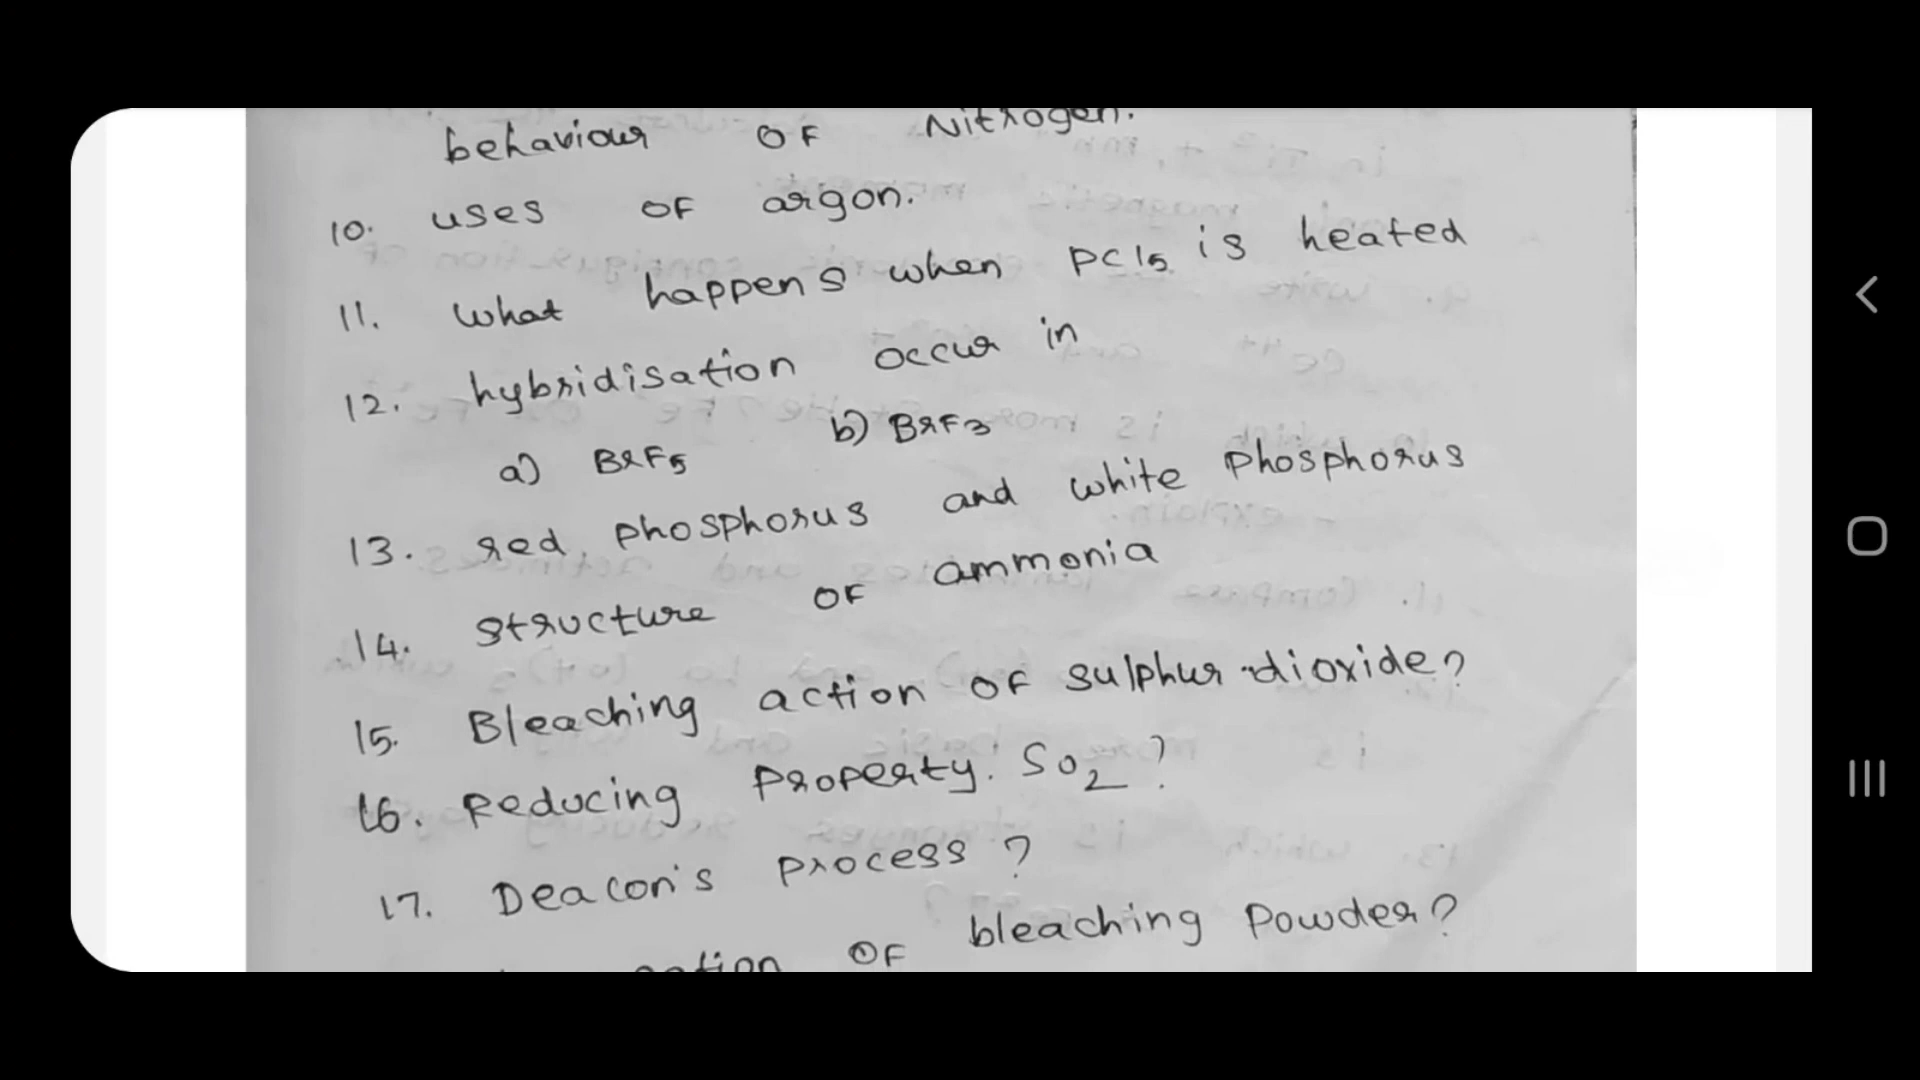 behaviour OF Nitrogen.
10. uses OF argon.
11. What happens when PCl5 is heated
12. hybridisation occur in
a) BrF5 b) BrF3
13. red phosphorus and white phosphorus
14. structure OF ammonia
15. Bleaching action OF sulphur dioxide?
16. Reducing Property. SO2?
17. Deacon's process?
OF bleaching Powder?